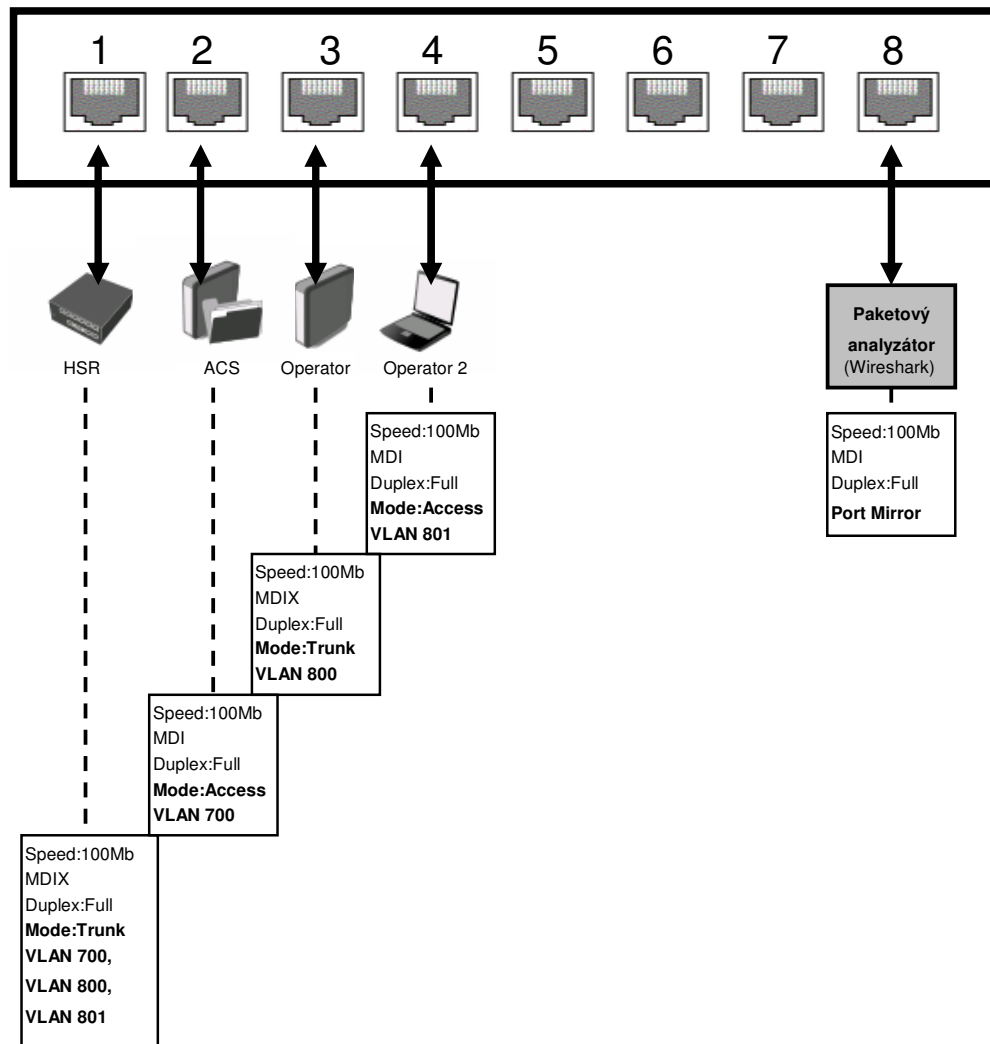 1 2 3 4 5 6 7 8
HSR
ACS
Operator
Operator 2
Paketový
analyzátor
(Wireshark)
Speed:100Mb
MDI
Duplex:Full
Mode:Access
VLAN 801
Speed:100Mb
MDI
Duplex:Full
Port Mirror
Speed:100Mb
MDIX
Duplex:Full
Mode:Trunk
VLAN 800
Speed:100Mb
MDI
Duplex:Full
Mode:Access
VLAN 700
Speed:100Mb
MDIX
Duplex:Full
Mode:Trunk
VLAN 700,
VLAN 800,
VLAN 801